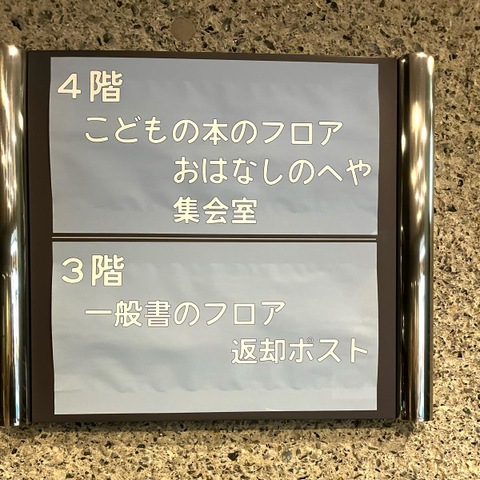 ４階
こどもの本のフロア
おはなしのへや
集会室
３階
一般書のフロア
返却ポスト